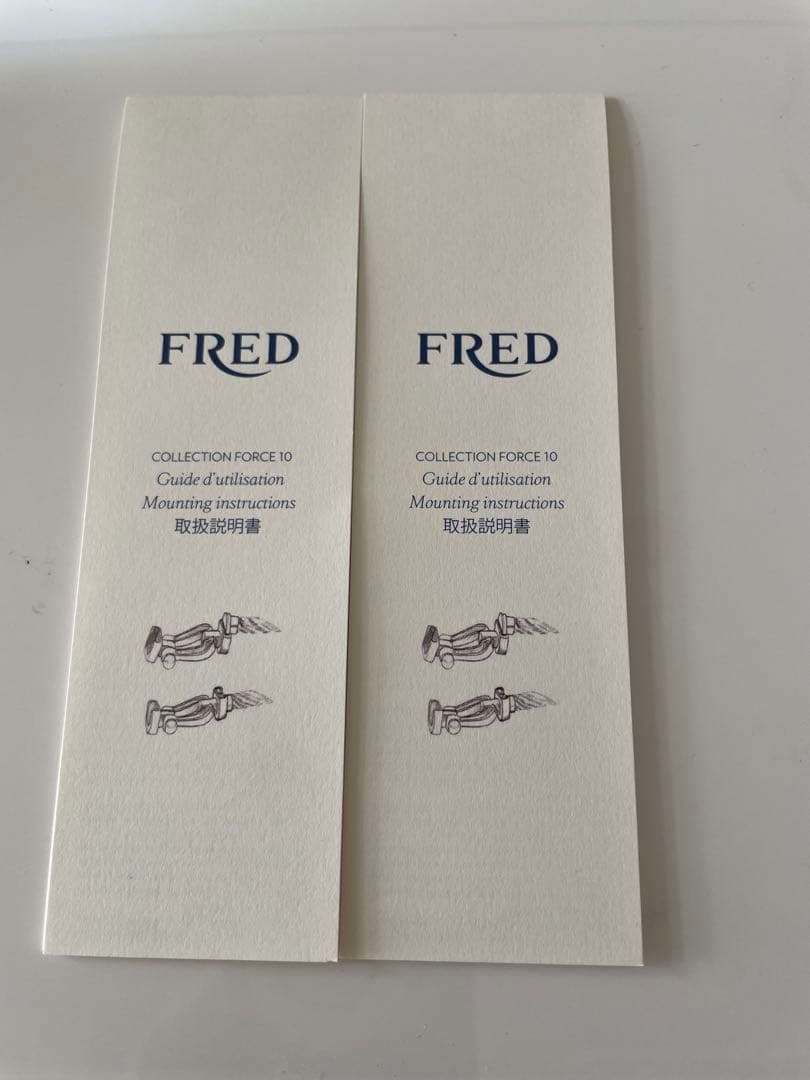 FRED
COLLECTION FORCE 10
Guide d'utilisation
Mounting instructions
取扱説明書
FRED
COLLECTION FORCE 10
Guide d'utilisation
Mounting instructions
取扱説明書